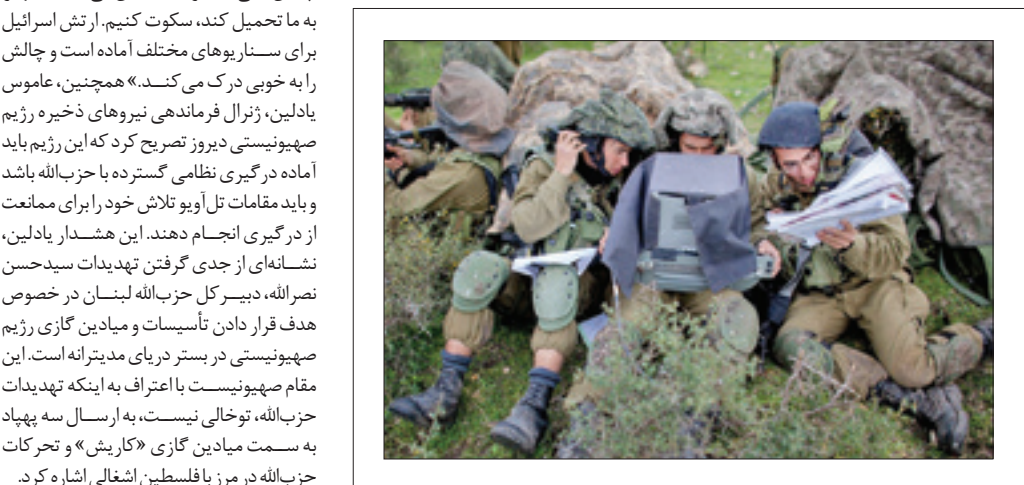 به ما تحمیل کند، سکوت کنیم. ارتش اسرائیل
برای سناریوهای مختلف آماده است و چالش
را به خوبی درک می‌کند.» همچنین، عاموس
یادلین، ژنرال فرماندهی نیروهای ذخیره رژیم
صهیونیستی دیروز تصریح کرد که این رژیم باید
آماده درگیری نظامی گسترده با حزب‌الله باشد
و باید مقامات تل‌آویو تلاش خود را برای ممانعت
از درگیری انجام دهند. این هشدار یادلین،
نشانه‌ای از جدی گرفتن تهدیدات سیدحسن
نصرالله، دبیر کل حزب‌الله لبنان در خصوص
هدف قرار دادن تأسیسات و میادین گازی رژیم
صهیونیستی در بستر دریای مدیترانه است. این
مقام صهیونیست با اعتراف به اینکه تهدیدات
حزب‌الله، توخالی نیست، به ارسال سه پهپاد
به سمت میادین گازی «کاریش» و تحرکات
حزب‌الله در مرز با فلسطین اشغالی اشاره کرد.